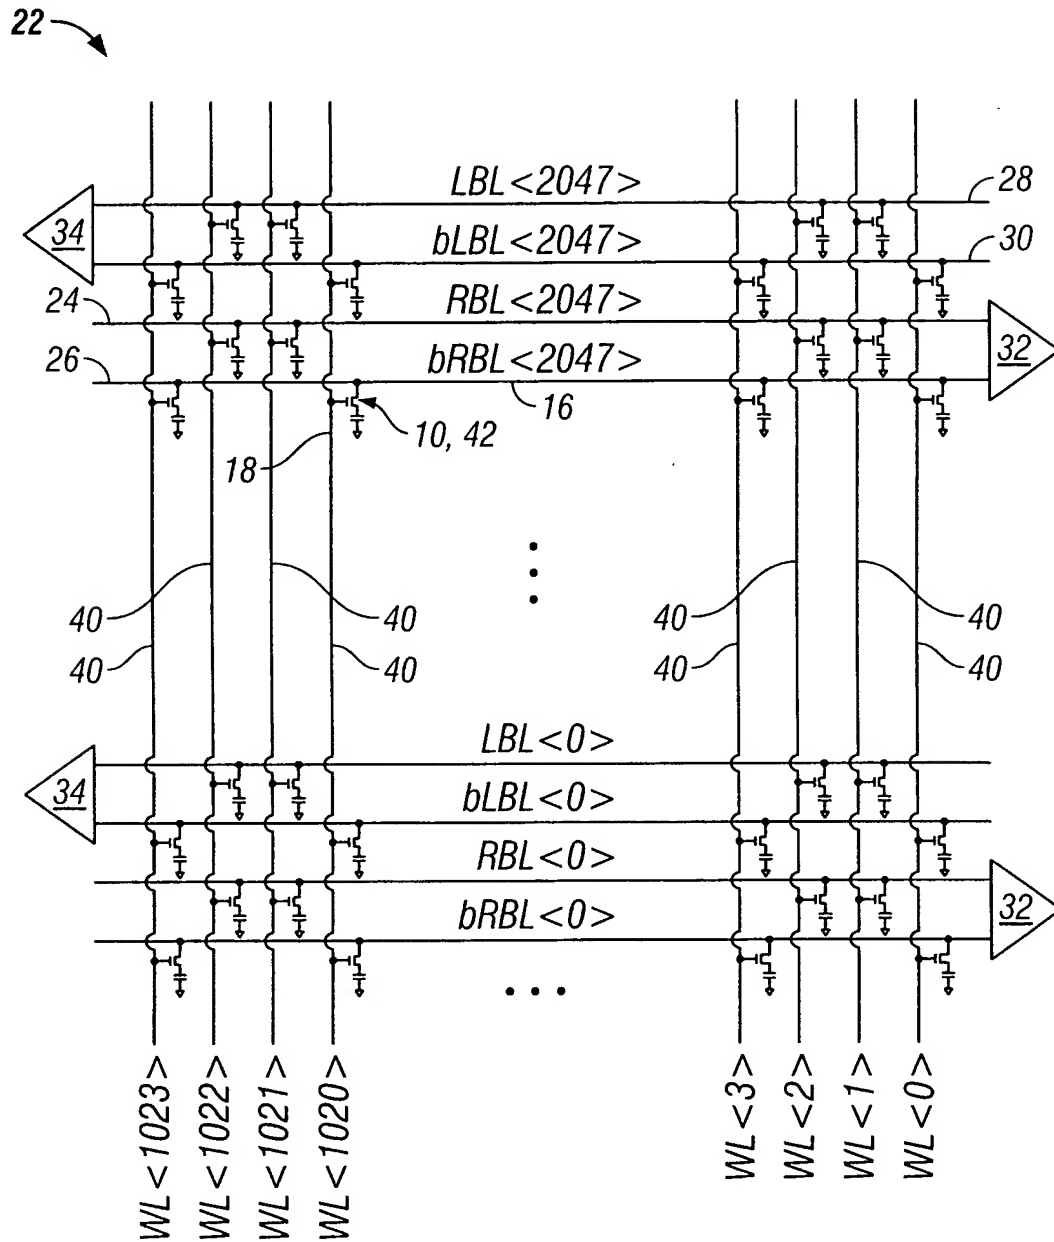 22
LBL<2047>
28
34
bLBL<2047>
30
24
RBL<2047>
26
bRBL<2047>
32
16
10, 42
18
40 40 40 40
40 40 40 40
LBL<0>
34
bLBL<0>
RBL<0>
bRBL<0>
32
WL<1023>
WL<1022>
WL<1021>
WL<1020>
WL<3>
WL<2>
WL<1>
WL<0>